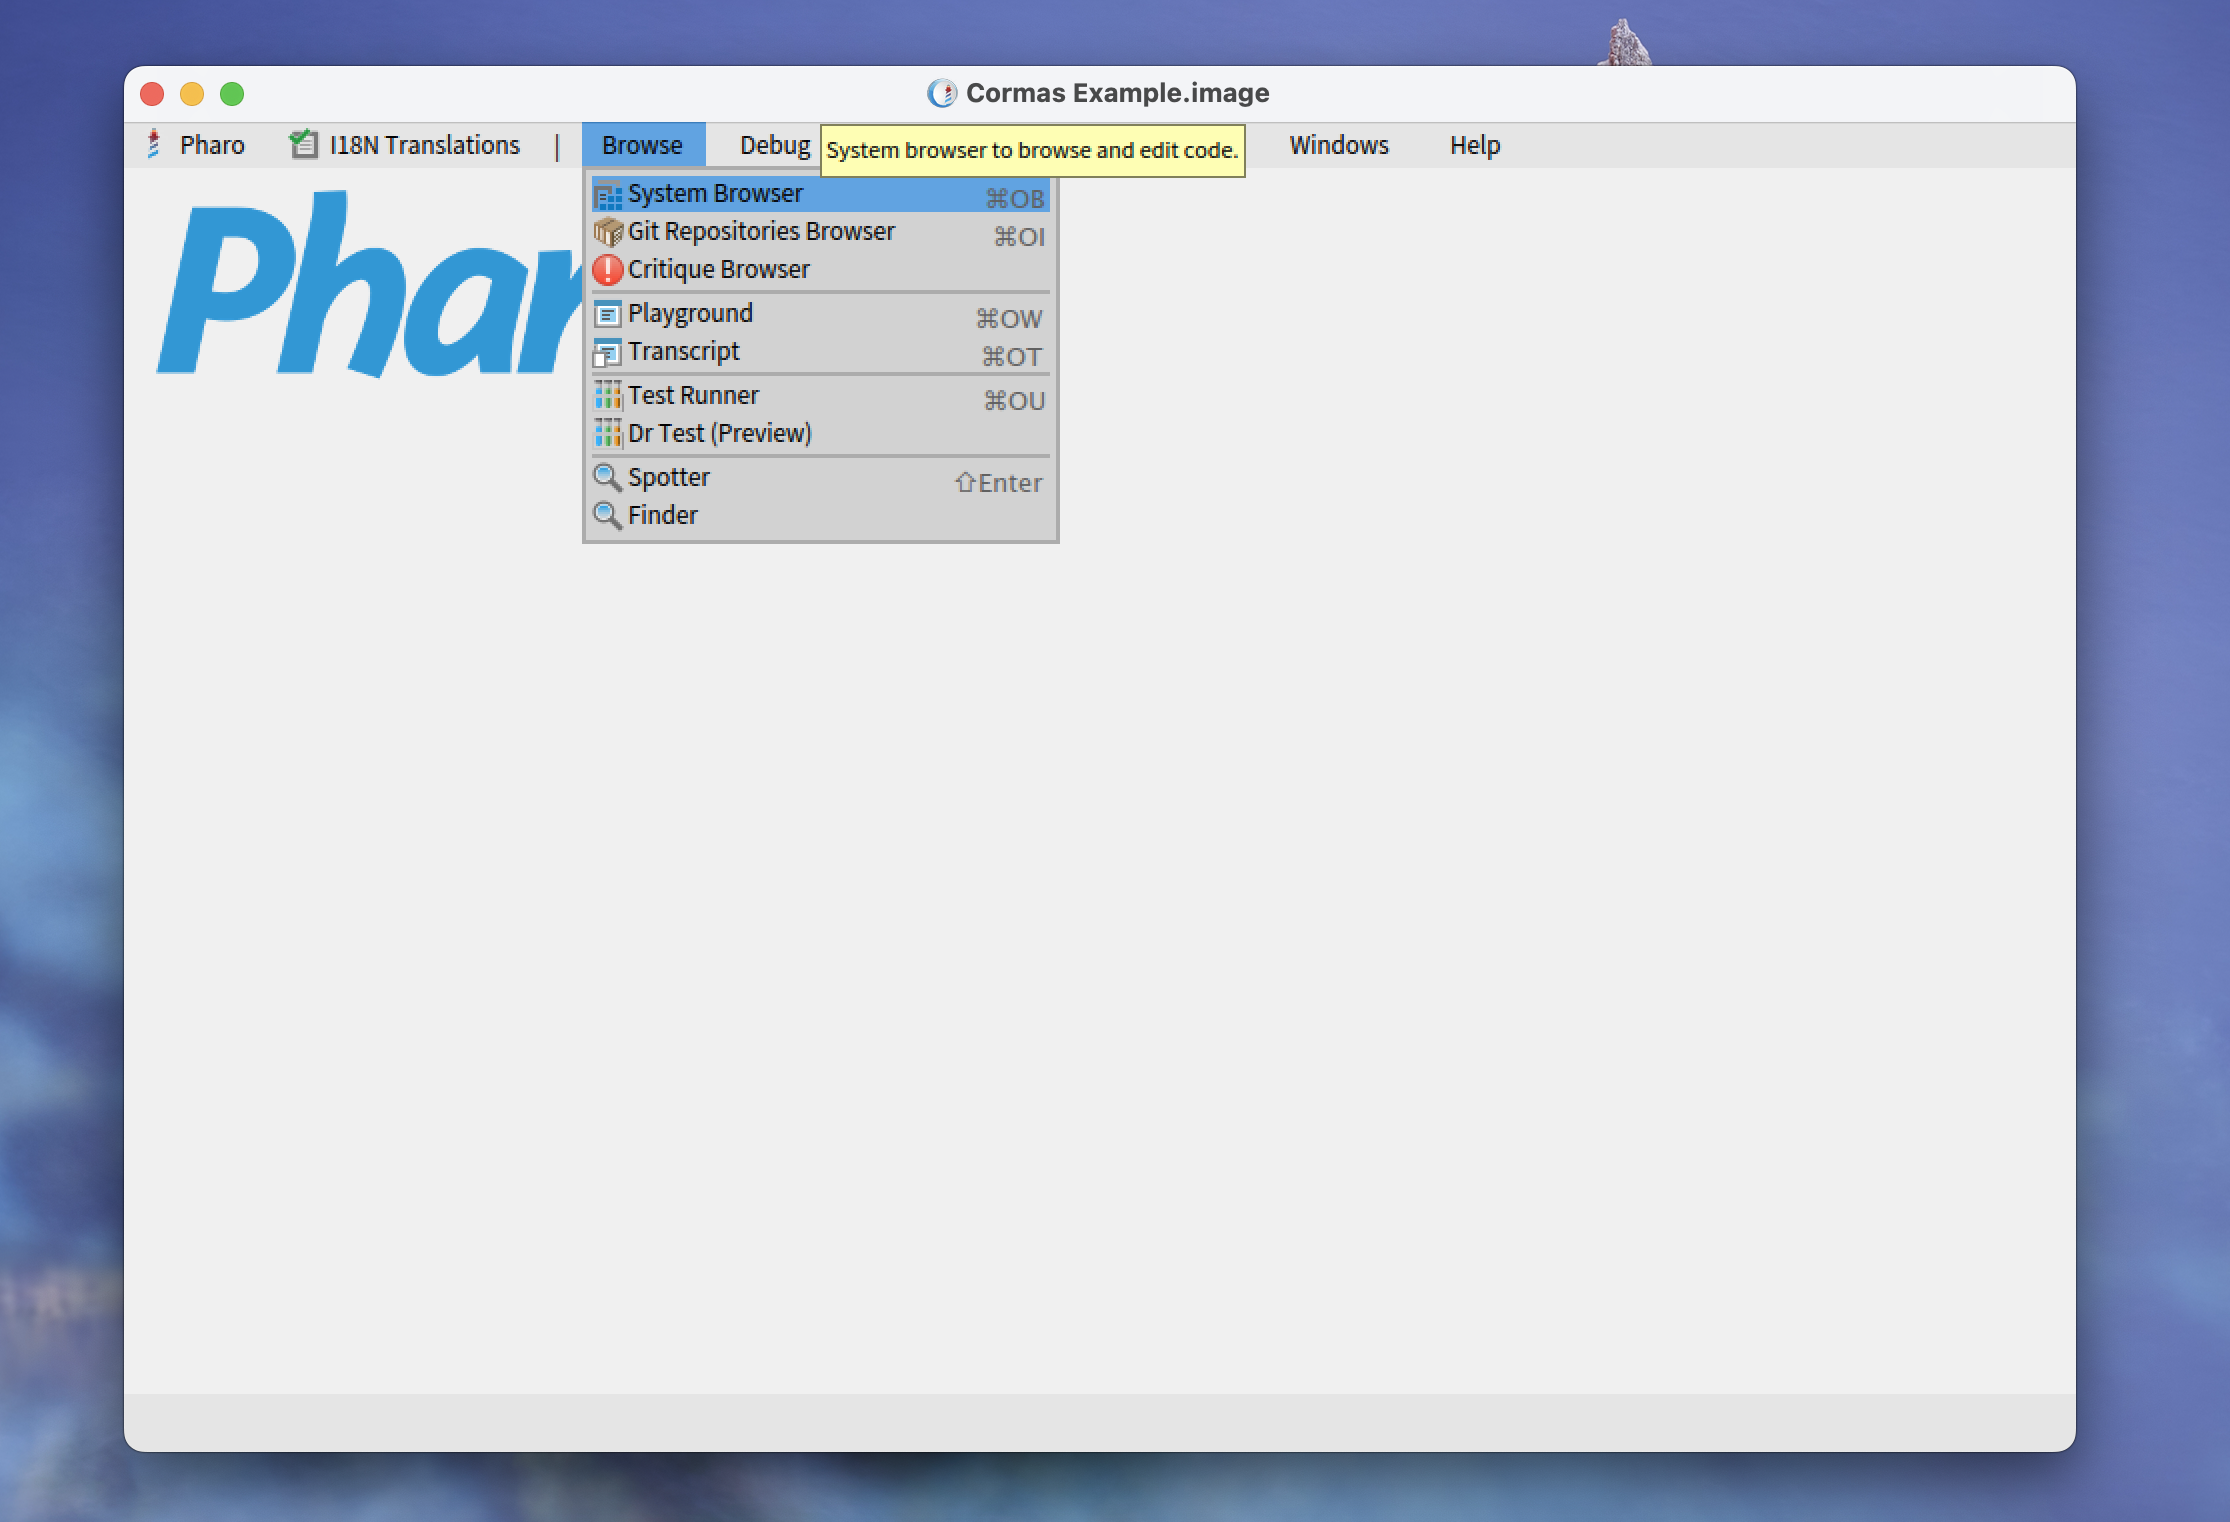 Cormas Example.image
Pharo I18N Translations | Browse Debug Windows Help
System browser to browse and edit code.
System Browser ⌘OB
Git Repositories Browser ⌘OI
Critique Browser
Playground ⌘OW
Transcript ⌘OT
Test Runner ⌘OU
Dr Test (Preview)
Spotter ⇧Enter
Finder
Phar